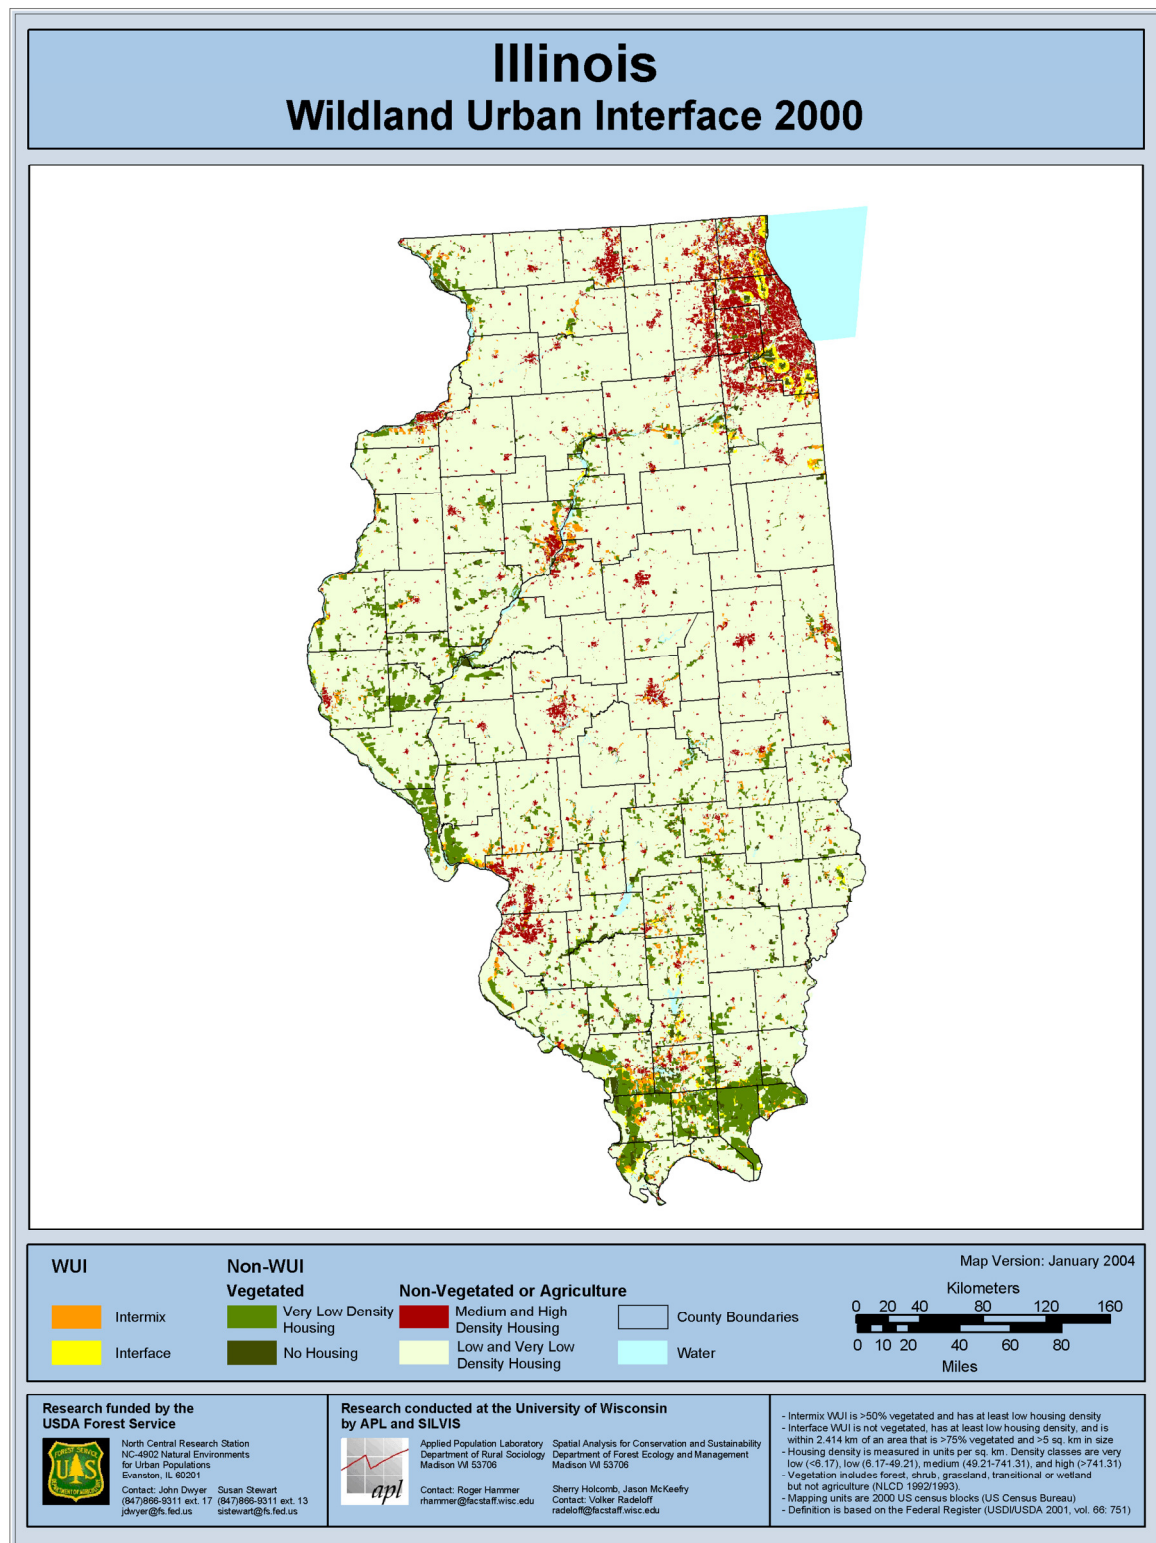 Illinois
Wildland Urban Interface 2000
WUI
Intermix
Interface
Non-WUI
Vegetated
Very Low Density
Housing
No Housing
Non-Vegetated or Agriculture
Medium and High
Density Housing
Low and Very Low
Density Housing
County Boundaries
Water
Map Version: January 2004
Kilometers
0 20 40 80 120 160
0 10 20 40 60 80
Miles
Research funded by the
USDA Forest Service
FOREST SERVICE
US
DEPARTMENT OF AGRICULTURE
North Central Research Station
NC-4902 Natural Environments
for Urban Populations
Evanston, IL 60201
Contact: John Dwyer Susan Stewart
(847)866-9311 ext. 17 (847)866-9311 ext. 13
jdwyer@fs.fed.us sistewart@fs.fed.us
Research conducted at the University of Wisconsin
by APL and SILVIS
apl
Applied Population Laboratory
Department of Rural Sociology
Madison WI 53706
Contact: Roger Hammer
rhammer@facstaff.wisc.edu
Spatial Analysis for Conservation and Sustainability
Department of Forest Ecology and Management
Madison WI 53706
Sherry Holcomb, Jason McKeefry
Contact: Volker Radeloff
radeloff@facstaff.wisc.edu
- Intermix WUI is >50% vegetated and has at least low housing density
- Interface WUI is not vegetated, has at least low housing density, and is
within 2.414 km of an area that is >75% vegetated and >5 sq. km in size
- Housing density is measured in units per sq. km. Density classes are very
low (<6.17), low (6.17-49.21), medium (49.21-741.31), and high (>741.31)
- Vegetation includes forest, shrub, grassland, transitional or wetland
but not agriculture (NLCD 1992/1993).
- Mapping units are 2000 US census blocks (US Census Bureau)
- Definition is based on the Federal Register (USDI/USDA 2001, vol. 66: 751)